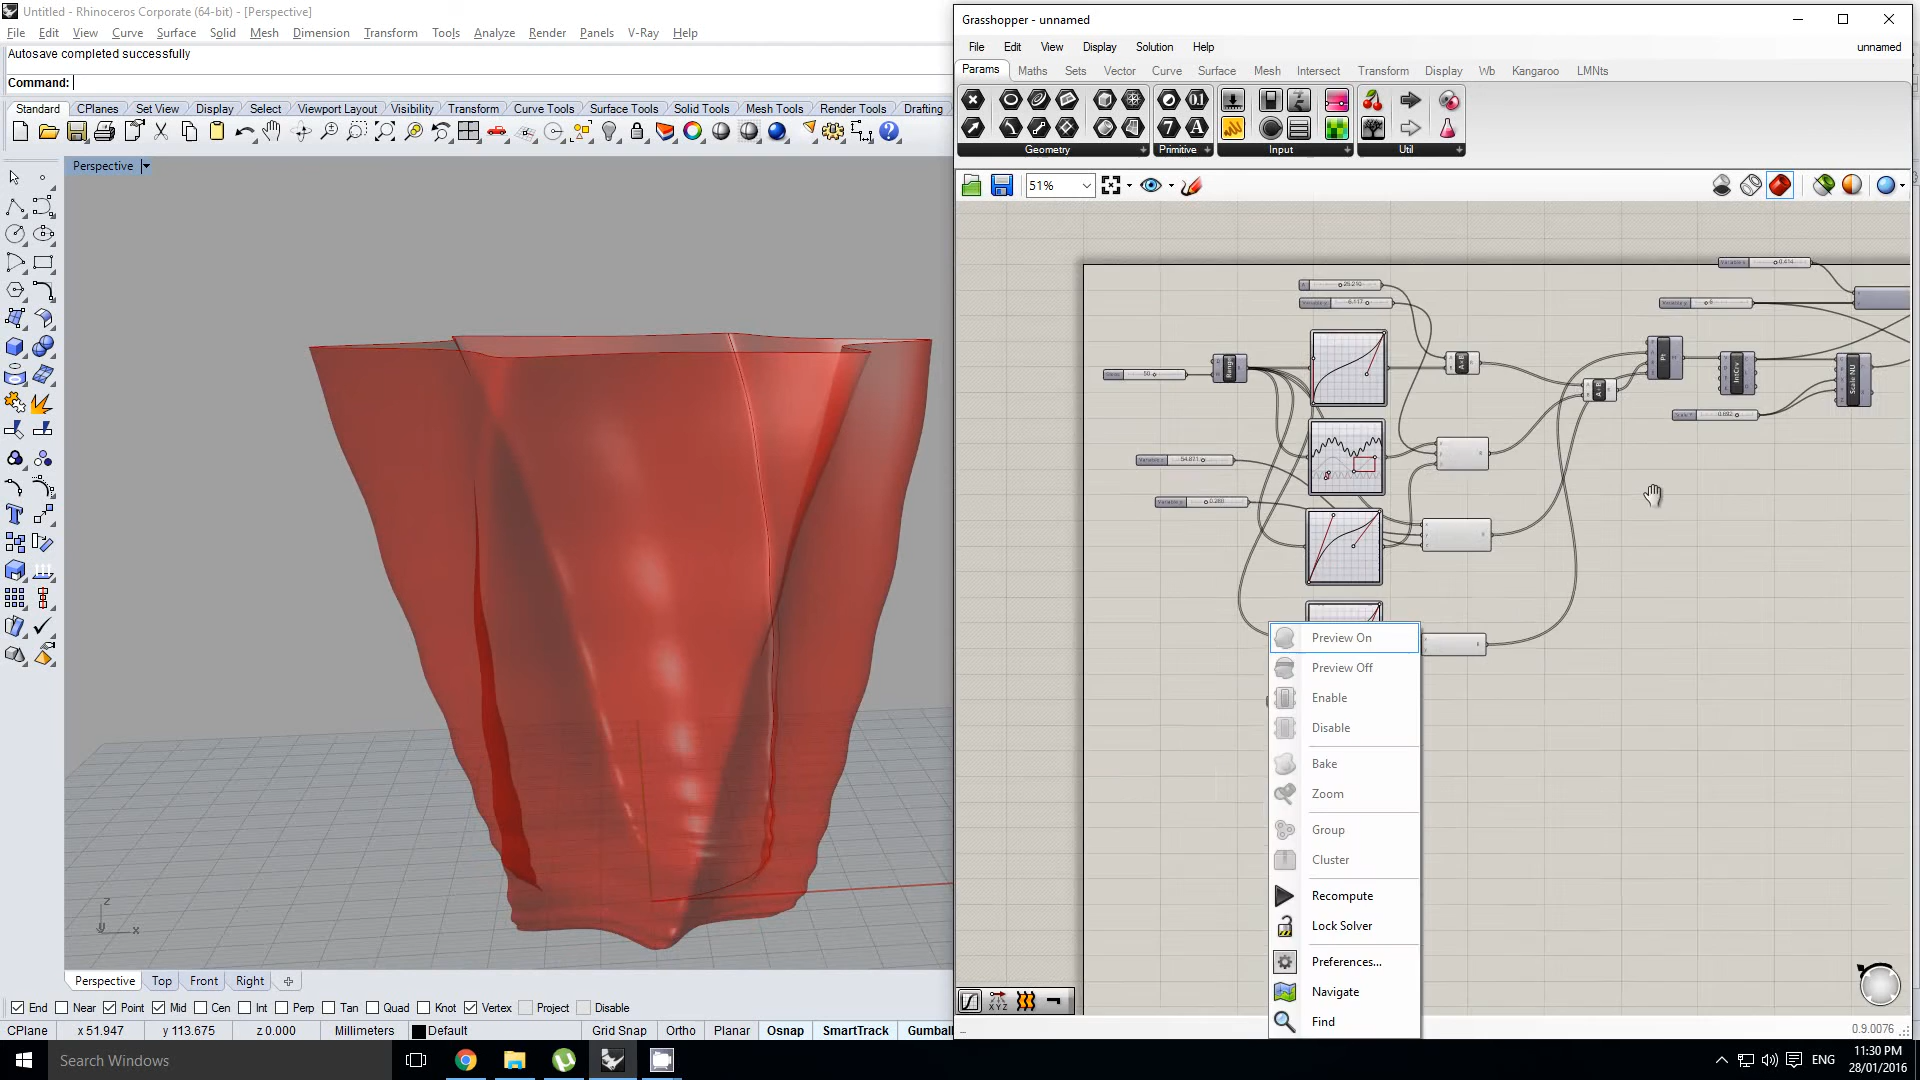 Untitled - Rhinoceros Corporate (64-bit) - [Perspective]
File Edit View Curve Surface Solid Mesh Dimension Transform Tools Analyze Render Panels V-Ray Help
Autosave completed successfully
Command:
Standard CPlanes Set View Display Select Viewport Layout Visibility Transform Curve Tools Surface Tools Solid Tools Mesh Tools Render Tools Drafting
Perspective
z
y x
Perspective Top Front Right
End Near Point Mid Cen Int Perp Tan Quad Knot Vertex Project Disable
CPlane x 51.947 y 113.675 z 0.000 Millimeters Default Grid Snap Ortho Planar Osnap SmartTrack Gumball
Grasshopper - unnamed
File Edit View Display Solution Help unnamed
Params Maths Sets Vector Curve Surface Mesh Intersect Transform Display Wb Kangaroo LMNts
Geometry Primitive Input Util
51%
Range
50
A×B
A+B
Pt
IntCrv
Scale NU
Preview On
Preview Off
Enable
Disable
Bake
Zoom
Group
Cluster
Recompute
Lock Solver
Preferences...
Navigate
Find
XYZ
0.9.0076
Search Windows
ENG
11:30 PM
28/01/2016